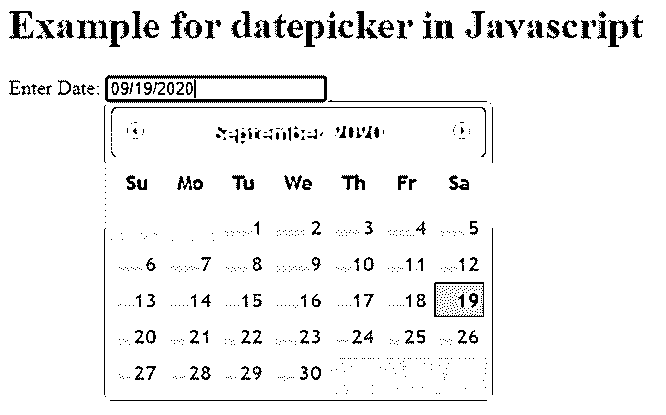 Example for datepicker in Javascript
Enter Date: 09/19/2020
September 2020
Su Mo Tu We Th Fr Sa
1 2 3 4 5
6 7 8 9 10 11 12
13 14 15 16 17 18 19
20 21 22 23 24 25 26
27 28 29 30